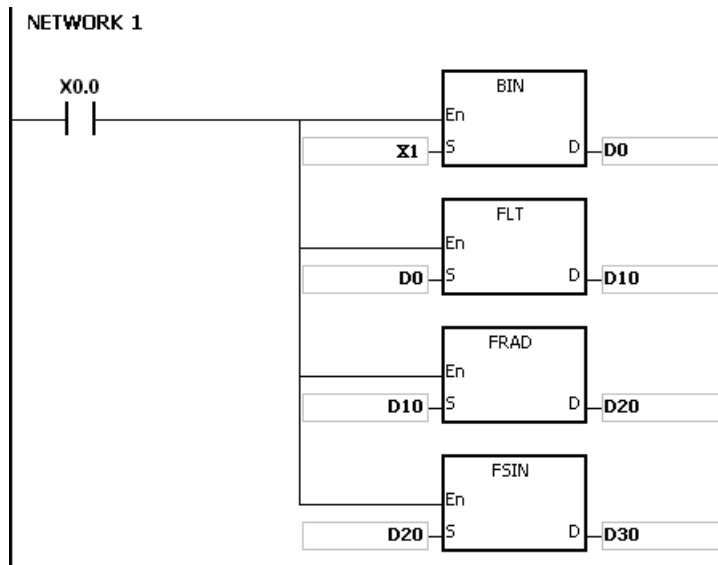 NETWORK 1
X0.0
BIN
En
X1 S D D0
FLT
En
D0 S D D10
FRAD
En
D10 S D D20
FSIN
En
D20 S D D30